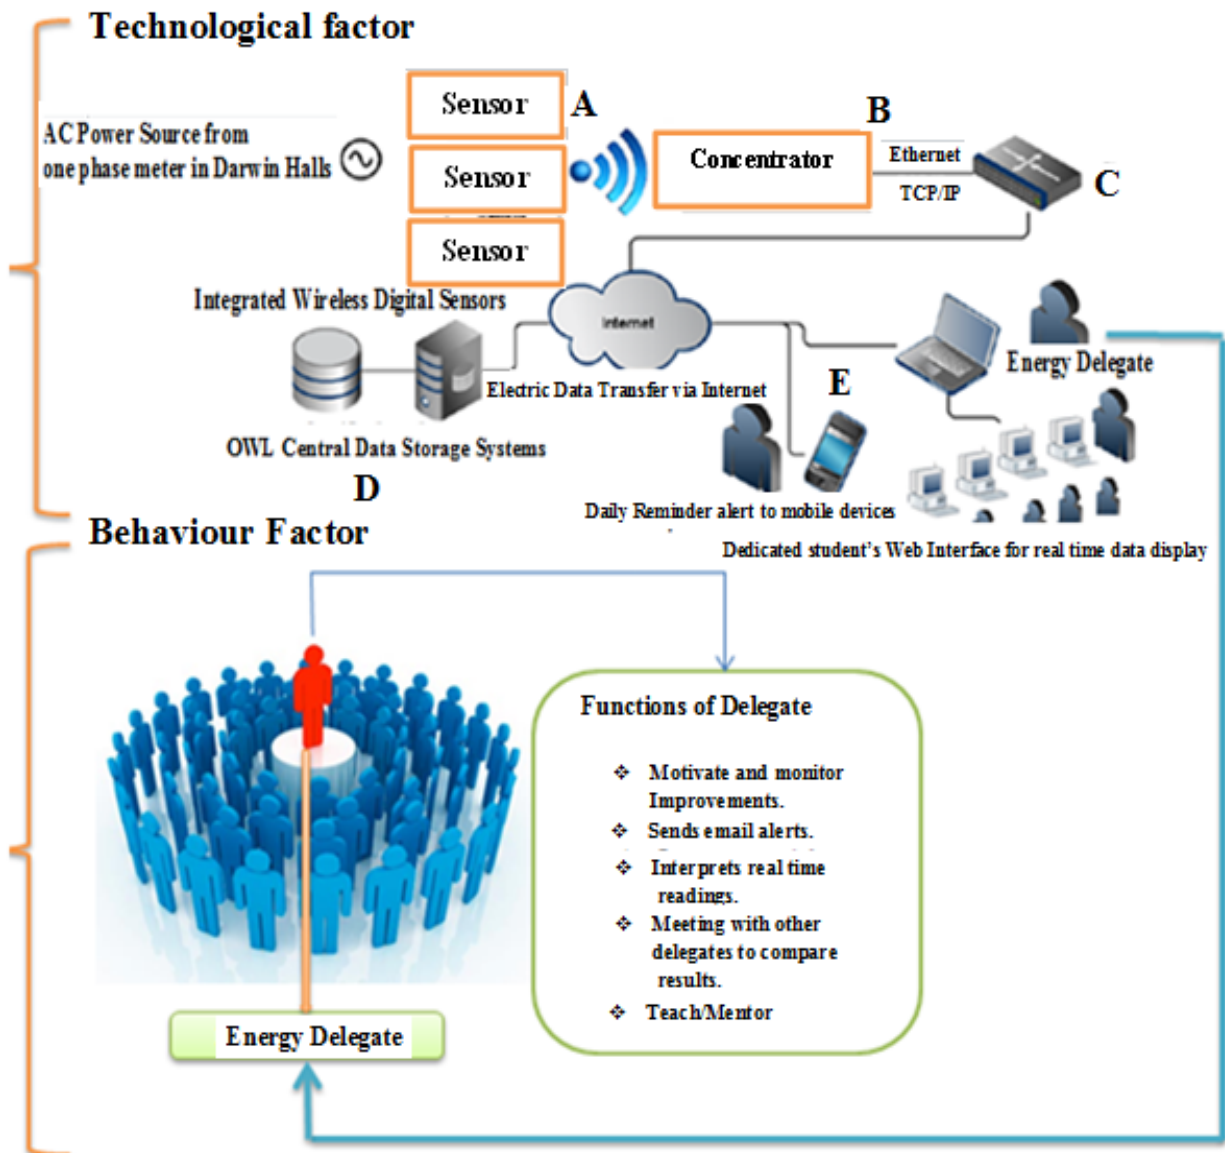 Technological factor
AC Power Source from
one phase meter in Darwin Halls
Sensor
A
Sensor
Sensor
Integrated Wireless Digital Sensors
B
Concentrator
Ethernet
TCP/IP
C
Internet
Electric Data Transfer via Internet
OWL Central Data Storage Systems
D
E
Energy Delegate
Daily Reminder alert to mobile devices
Dedicated student's Web Interface for real time data display
Behaviour Factor
Functions of Delegate
❖ Motivate and monitor
Improvements.
❖ Sends email alerts.
❖ Interprets real time
readings.
❖ Meeting with other
delegates to compare
results.
❖ Teach/Mentor
Energy Delegate